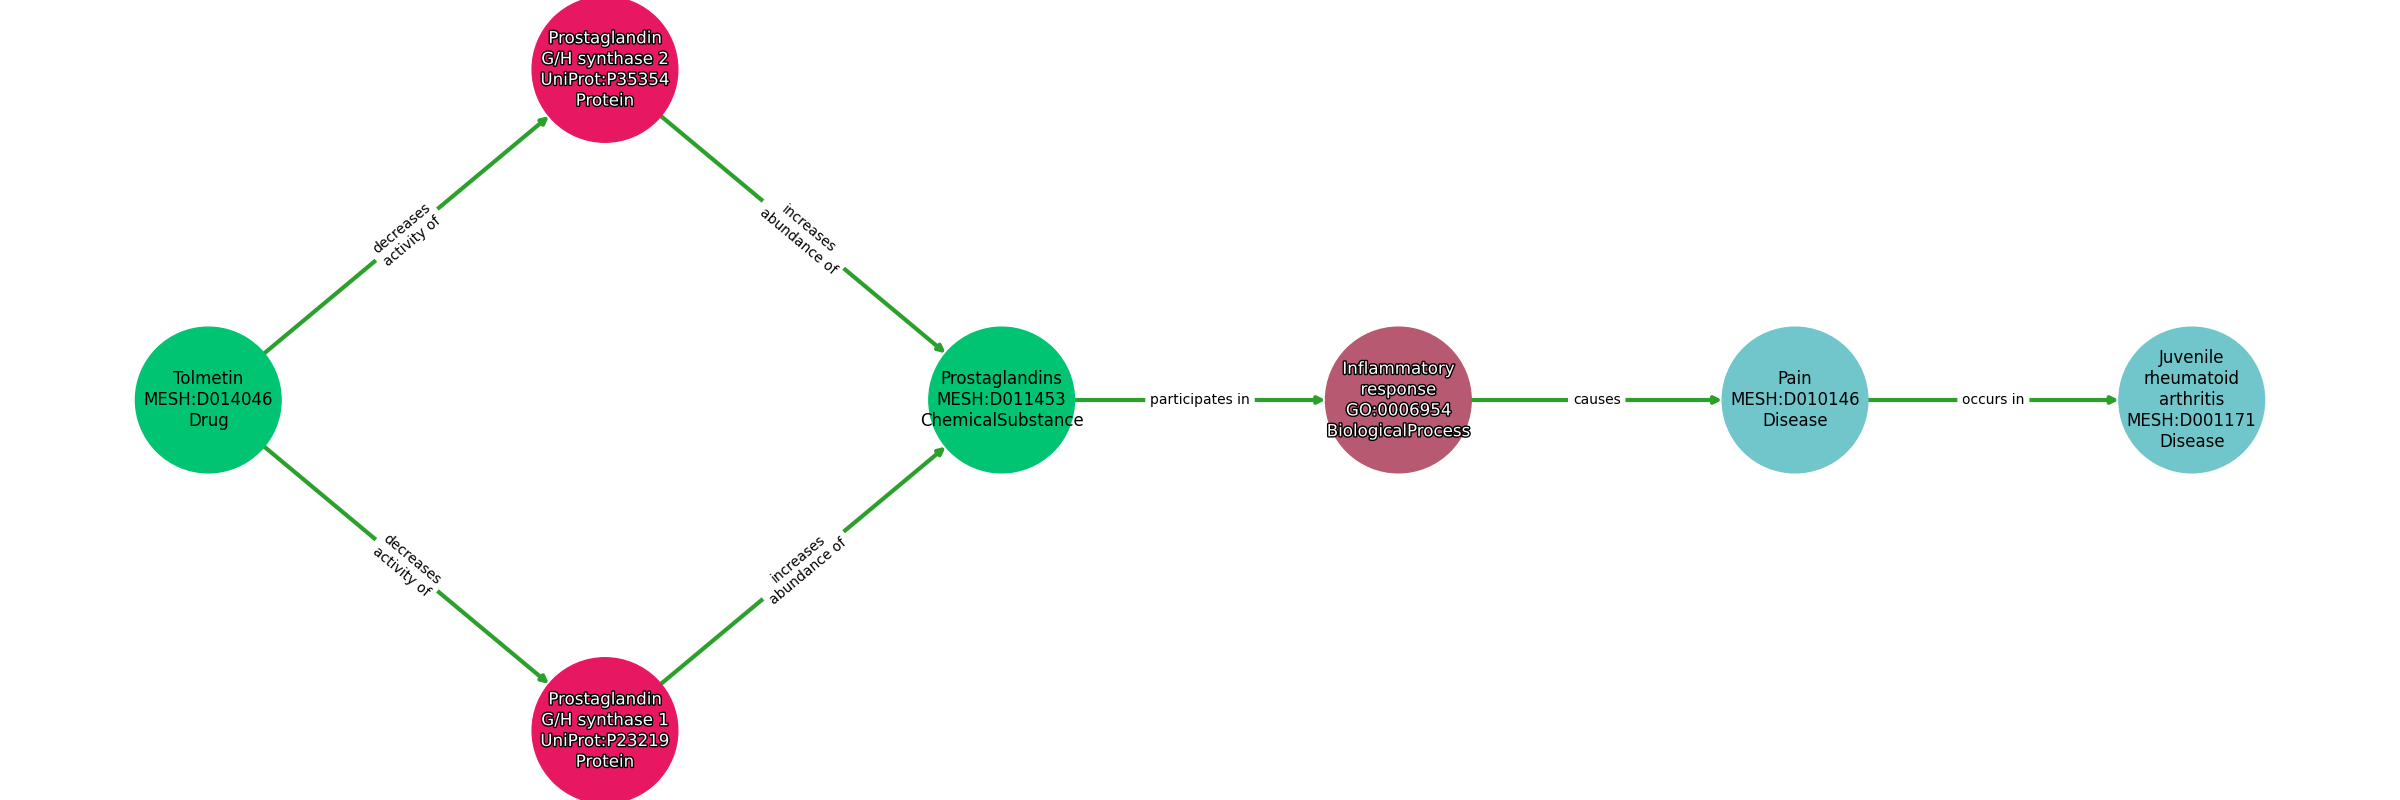 Prostaglandin
G/H synthase 2
UniProt:P35354
Protein
decreases
activity of
increases
abundance of
Tolmetin
MESH:D014046
Drug
Prostaglandins
MESH:D011453
ChemicalSubstance
participates in
Inflammatory
response
GO:0006954
BiologicalProcess
causes
Pain
MESH:D010146
Disease
occurs in
Juvenile
rheumatoid
arthritis
MESH:D001171
Disease
decreases
activity of
increases
abundance of
Prostaglandin
G/H synthase 1
UniProt:P23219
Protein